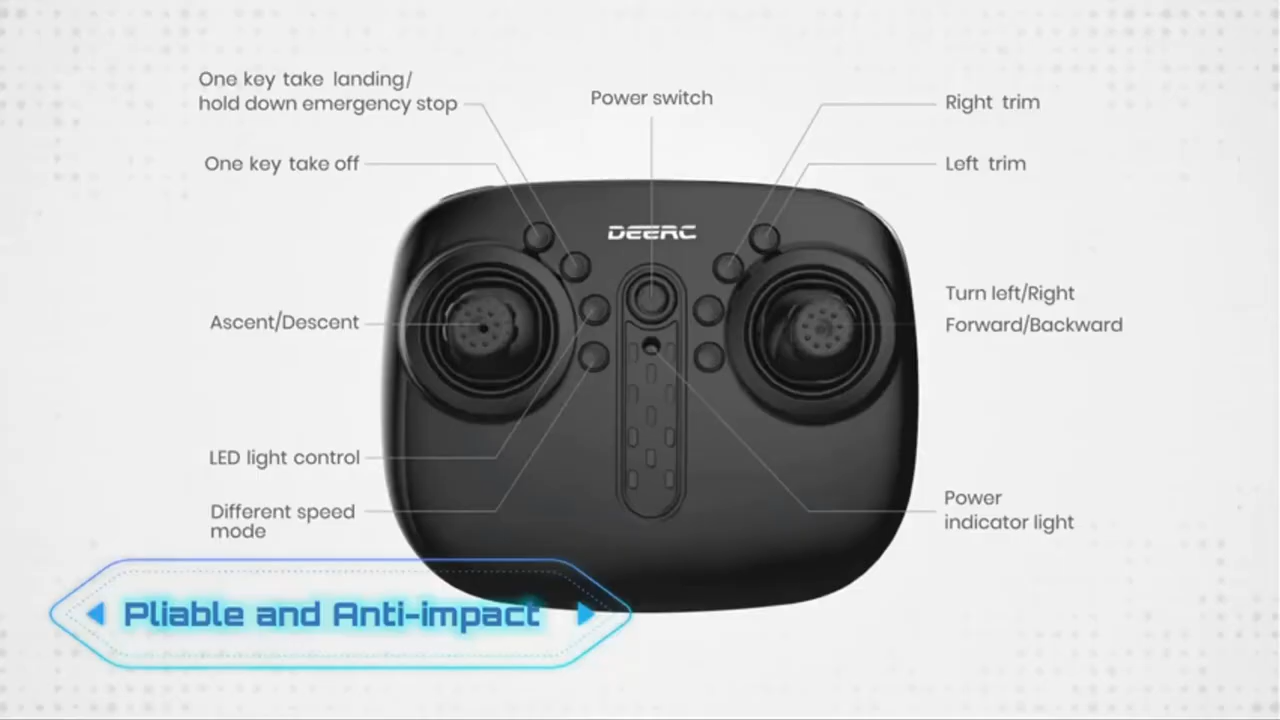 One key take landing/
hold down emergency stop
Power switch
Right trim
One key take off
Left trim
DEERC
Turn left/Right
Ascent/Descent
Forward/Backward
LED light control
Different speed
mode
Power
indicator light
Pliable and Anti-impact